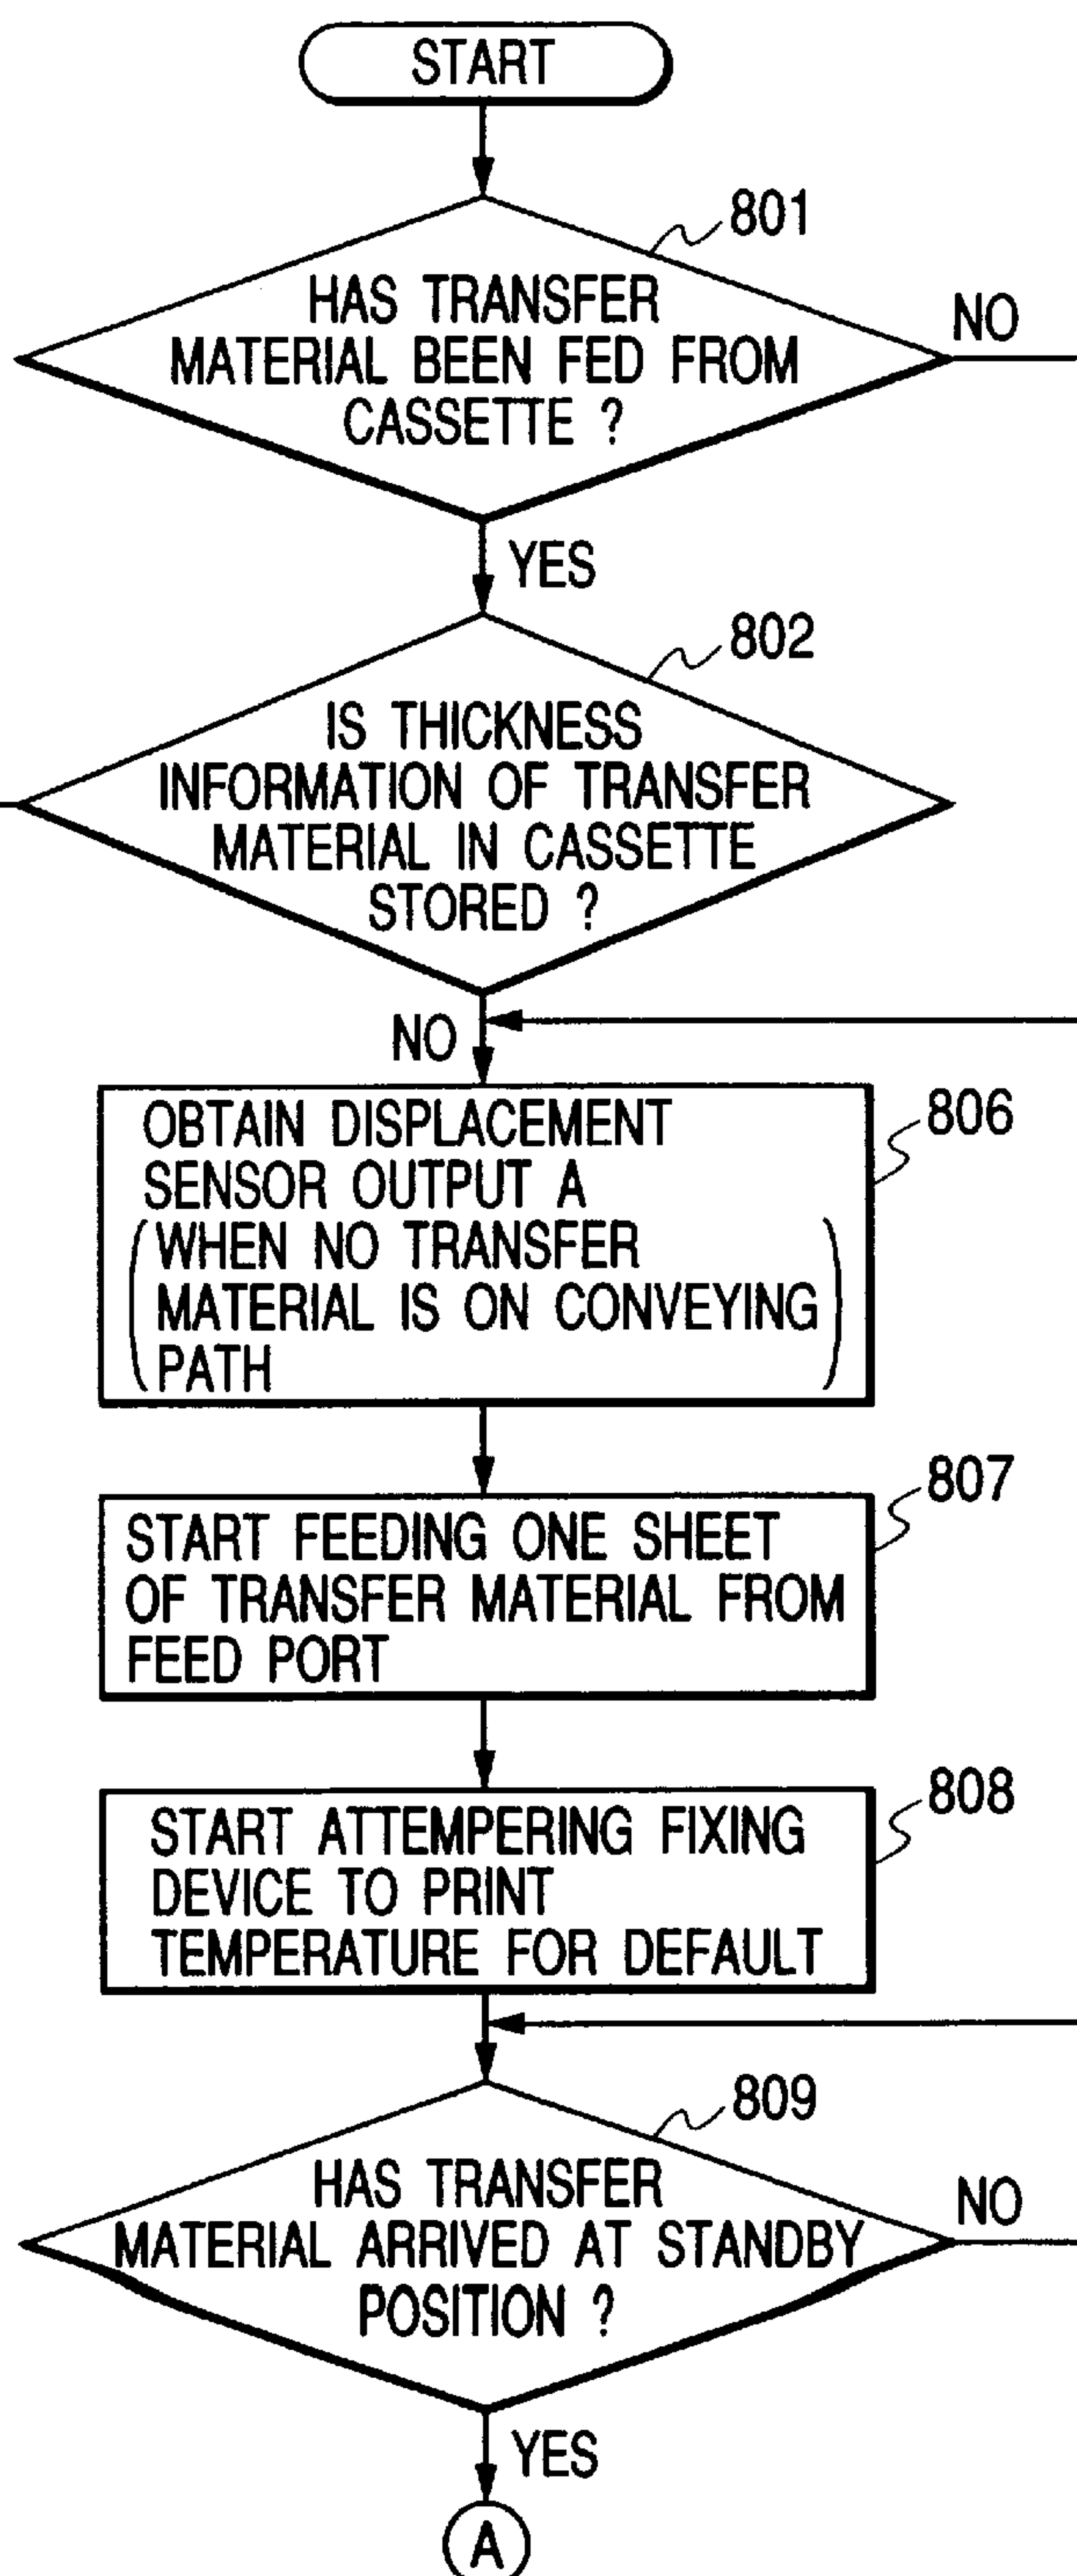 START
801
HAS TRANSFER
MATERIAL BEEN FED FROM
CASSETTE ?
NO
YES
802
IS THICKNESS
INFORMATION OF TRANSFER
MATERIAL IN CASSETTE
STORED ?
NO
806
OBTAIN DISPLACEMENT
SENSOR OUTPUT A
(WHEN NO TRANSFER
MATERIAL IS ON CONVEYING
PATH)
807
START FEEDING ONE SHEET
OF TRANSFER MATERIAL FROM
FEED PORT
808
START ATTEMPERING FIXING
DEVICE TO PRINT
TEMPERATURE FOR DEFAULT
809
HAS TRANSFER
MATERIAL ARRIVED AT STANDBY
POSITION ?
NO
YES
A